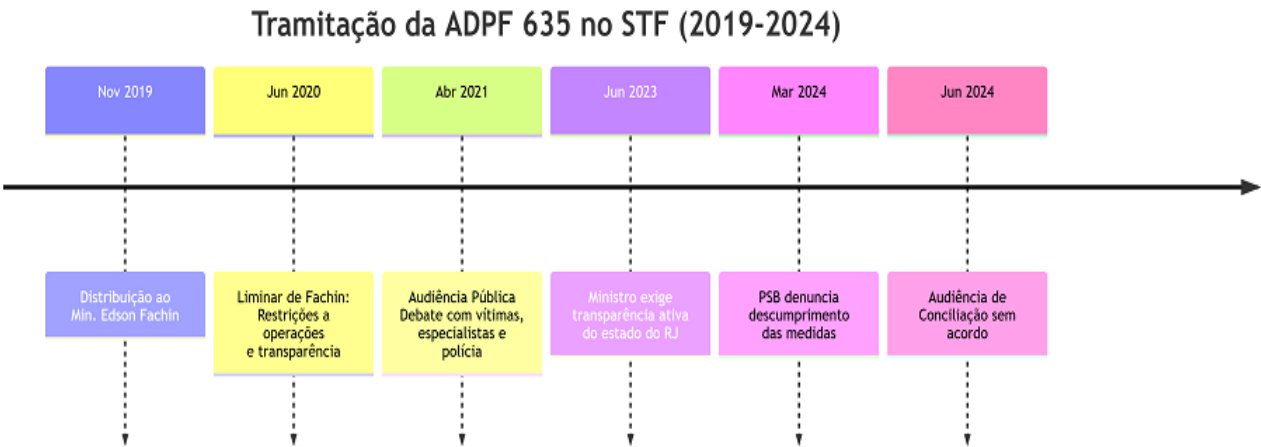 Tramitação da ADPF 635 no STF (2019-2024)
Nov 2019
Jun 2020
Abr 2021
Jun 2023
Mar 2024
Jun 2024
Distribuição ao
Min. Edson Fachin
Liminar de Fachin:
Restrições a
operações
e transparência
Audiência Pública
Debate com vítimas,
especialistas e
polícia
Ministro exige
transparência ativa
do estado do RJ
PSB denuncia
descumprimento
das medidas
Audiência de
Conciliação sem
acordo